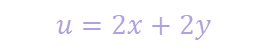 u = 2x + 2y